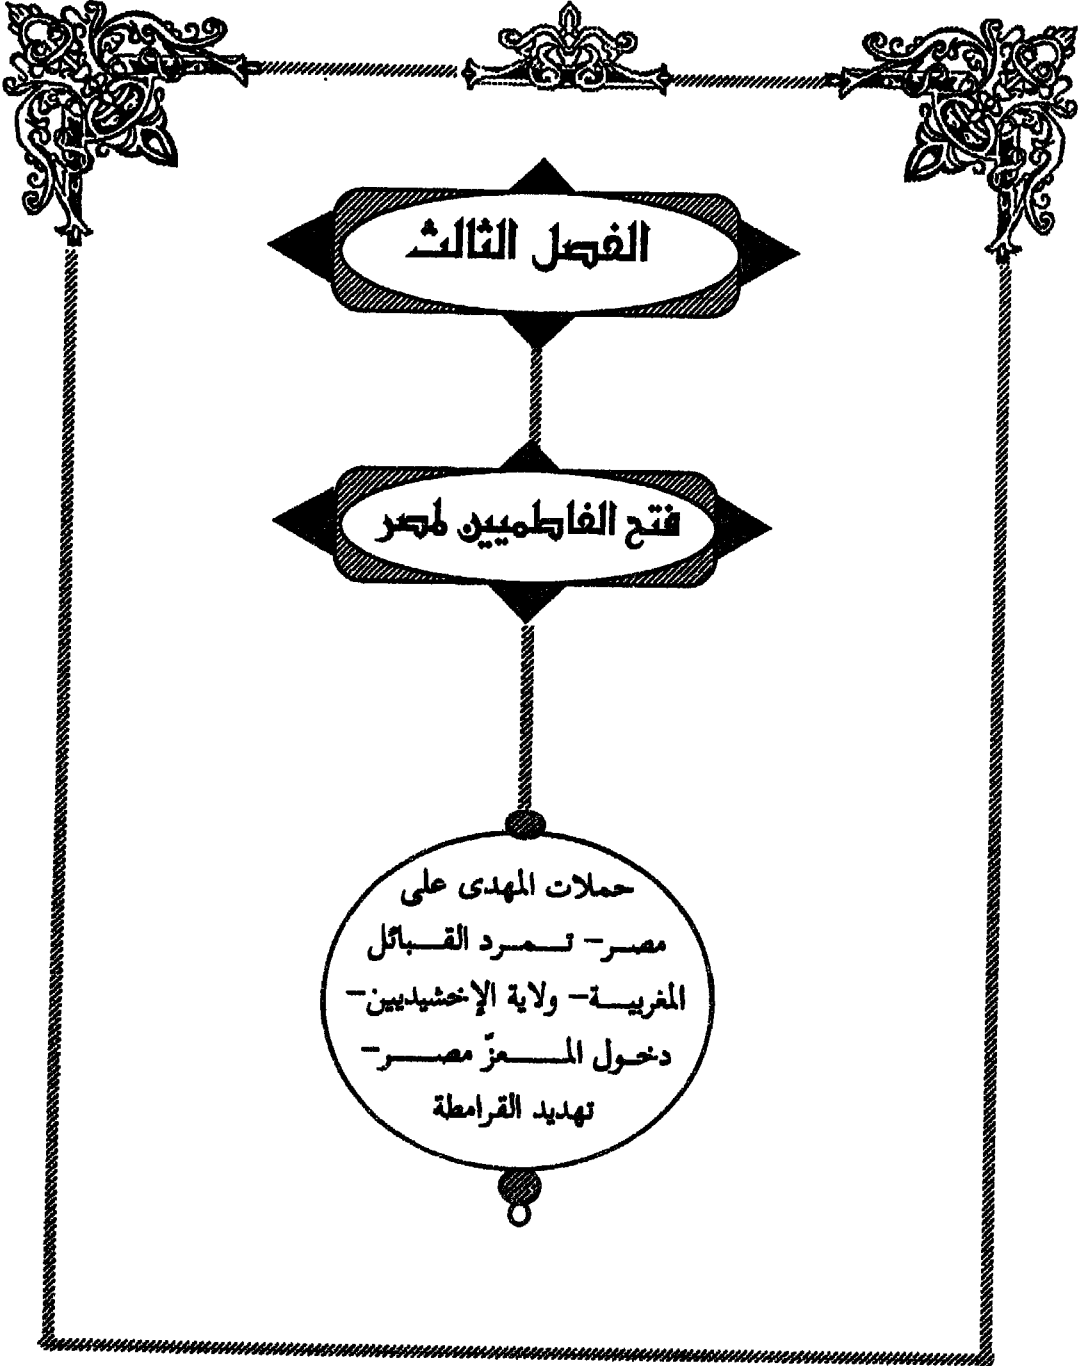 الفصل الثالث
فتح الفاطميين لمصر
حملات المهدى على
مصر- تمرد القبائل
المغربية- ولاية الإخشيديين-
دخول المعزّ مصر-
تهديد القرامطة